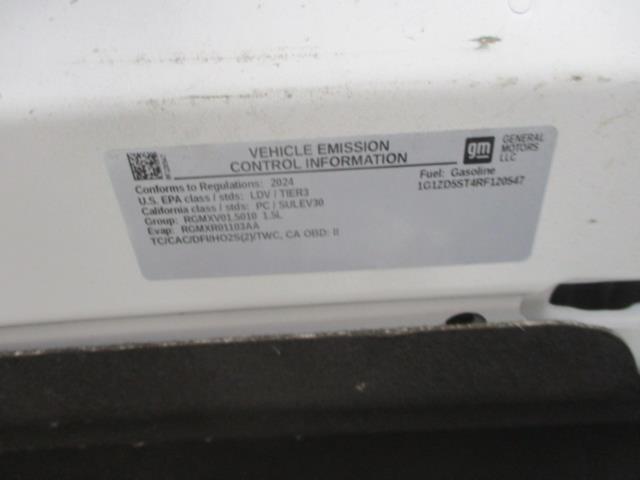 VEHICLE EMISSION
CONTROL INFORMATION
gm
GENERAL
MOTORS
LLC
Conforms to Regulations: 2024
U.S. EPA class / stds: LDV / TIER3
California class / stds: PC / SULEV30
Group: RGMXV01.5010 1.5L
Evap: RGMXR01103AA
TC/CAC/DFI/HO2S(2)/TWC, CA OBD: II
Fuel: Gasoline
1G1ZD5ST4RF120547